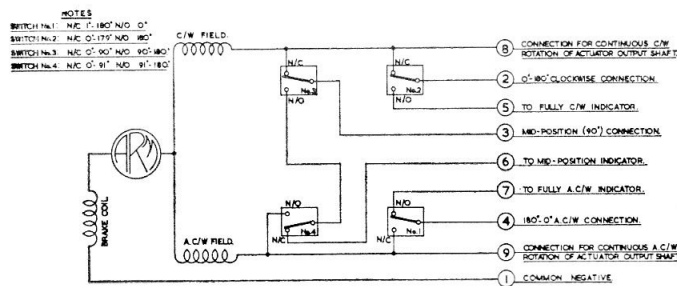 NOTES
SWITCH No.1: N/C 1°-180° N/O 0°
SWITCH No.2: N/C 0°-179° N/O 180°
SWITCH No.3: N/C 0°-90° N/O 90°-180°
SWITCH No.4: N/C 0°-91° N/O 91°-180°
C/W FIELD.
N/C
No.3
N/O
N/C
No.2
N/O
8 CONNECTION FOR CONTINUOUS C/W
ROTATION OF ACTUATOR OUTPUT SHAFT.
2 0°-180° CLOCKWISE CONNECTION.
5 TO FULLY C/W INDICATOR.
3 MID-POSITION (90°) CONNECTION.
6 TO MID-POSITION INDICATOR.
7 TO FULLY A.C/W INDICATOR.
4 180°-0° A.C/W CONNECTION.
9 CONNECTION FOR CONTINUOUS A.C/W
ROTATION OF ACTUATOR OUTPUT SHAFT
1 COMMON NEGATIVE.
ARM
BRAKE COIL
A.C/W FIELD.
N/O
No.4
N/C
N/O
No.1
N/C